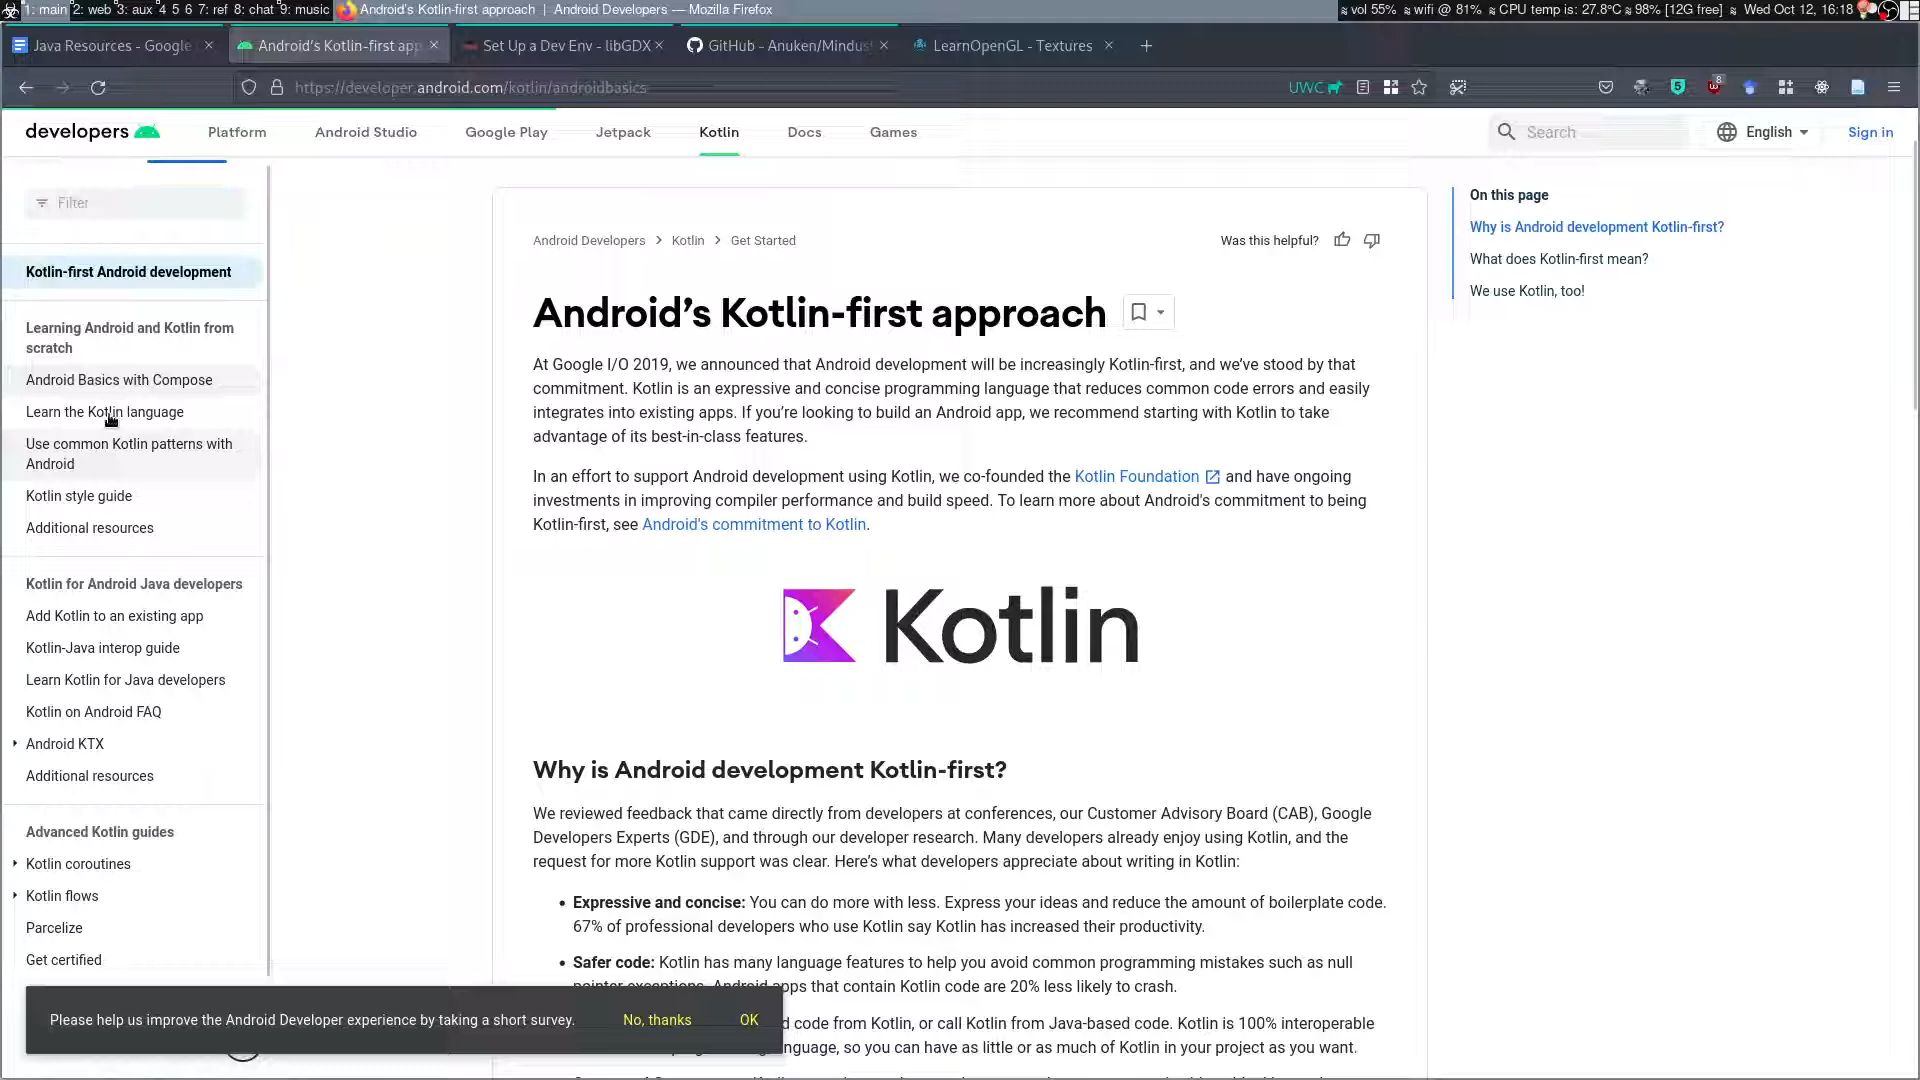 1: main 2: web 3: aux 4 5 6 7: ref 8: chat 9: music Android's Kotlin-first approach | Android Developers — Mozilla Firefox
vol 55% wifi @ 81% CPU temp is: 27.8°C 98% [12G free] Wed Oct 12, 16:18
Java Resources - Google
Android's Kotlin-first app
Set Up a Dev Env - libGDX
GitHub - Anuken/Mindus
LearnOpenGL - Textures
https://developer.android.com/kotlin/androidbasics
UWC
5
8
developers
Platform
Android Studio
Google Play
Jetpack
Kotlin
Docs
Games
Search
English
Sign in
Filter
Kotlin-first Android development
Learning Android and Kotlin from
scratch
Android Basics with Compose
Learn the Kotlin language
Use common Kotlin patterns with
Android
Kotlin style guide
Additional resources
Kotlin for Android Java developers
Add Kotlin to an existing app
Kotlin-Java interop guide
Learn Kotlin for Java developers
Kotlin on Android FAQ
Android KTX
Additional resources
Advanced Kotlin guides
Kotlin coroutines
Kotlin flows
Parcelize
Get certified
Android Developers > Kotlin > Get Started
Was this helpful?
Android's Kotlin-first approach
At Google I/O 2019, we announced that Android development will be increasingly Kotlin-first, and we've stood by that
commitment. Kotlin is an expressive and concise programming language that reduces common code errors and easily
integrates into existing apps. If you're looking to build an Android app, we recommend starting with Kotlin to take
advantage of its best-in-class features.
In an effort to support Android development using Kotlin, we co-founded the Kotlin Foundation and have ongoing
investments in improving compiler performance and build speed. To learn more about Android's commitment to being
Kotlin-first, see Android's commitment to Kotlin.
Kotlin
Why is Android development Kotlin-first?
We reviewed feedback that came directly from developers at conferences, our Customer Advisory Board (CAB), Google
Developers Experts (GDE), and through our developer research. Many developers already enjoy using Kotlin, and the
request for more Kotlin support was clear. Here's what developers appreciate about writing in Kotlin:
• Expressive and concise: You can do more with less. Express your ideas and reduce the amount of boilerplate code.
67% of professional developers who use Kotlin say Kotlin has increased their productivity.
• Safer code: Kotlin has many language features to help you avoid common programming mistakes such as null
pointer exceptions. Android apps that contain Kotlin code are 20% less likely to crash.
d code from Kotlin, or call Kotlin from Java-based code. Kotlin is 100% interoperable
nguage, so you can have as little or as much of Kotlin in your project as you want.
On this page
Why is Android development Kotlin-first?
What does Kotlin-first mean?
We use Kotlin, too!
Please help us improve the Android Developer experience by taking a short survey.
No, thanks
OK